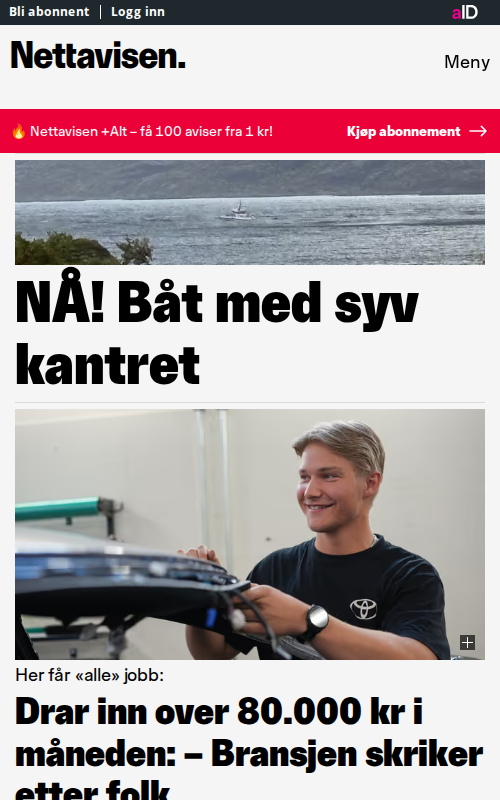 Bli abonnent
Logg inn
aID
Nettavisen.
Meny
🔥 Nettavisen +Alt – få 100 aviser fra 1 kr!
Kjøp abonnement →
NÅ! Båt med syv
kantret
Her får «alle» jobb:
Drar inn over 80.000 kr i
måneden: – Bransjen skriker
etter folk